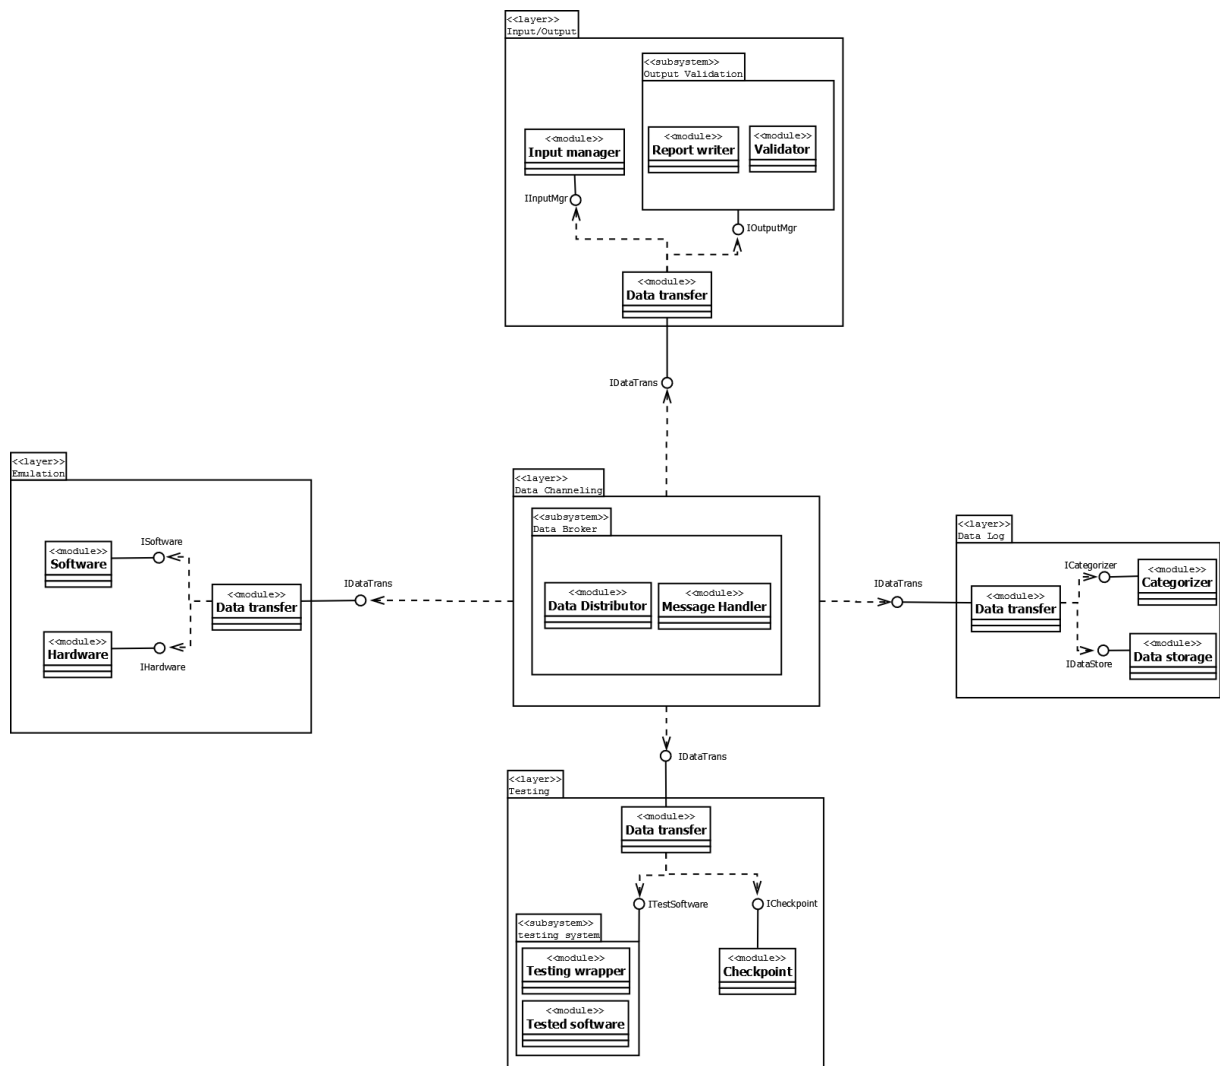 <<layer>>
Input/Output
<<subsystem>>
Output Validation
<<module>>
Input manager
<<module>>
Report writer
<<module>>
Validator
IInputMgr
IOutputMgr
<<module>>
Data transfer
IDataTrans
<<layer>>
Emulation
<<module>>
Software
ISoftware
<<module>>
Hardware
IHardware
<<module>>
Data transfer
IDataTrans
<<layer>>
Data Channeling
<<subsystem>>
Data Broker
<<module>>
Data Distributor
<<module>>
Message Handler
IDataTrans
<<layer>>
Data Log
<<module>>
Data transfer
ICategorizer
<<module>>
Categorizer
IDataStore
<<module>>
Data storage
IDataTrans
<<layer>>
Testing
<<module>>
Data transfer
ITestSoftware
ICheckpoint
<<subsystem>>
testing system
<<module>>
Testing wrapper
<<module>>
Tested software
<<module>>
Checkpoint